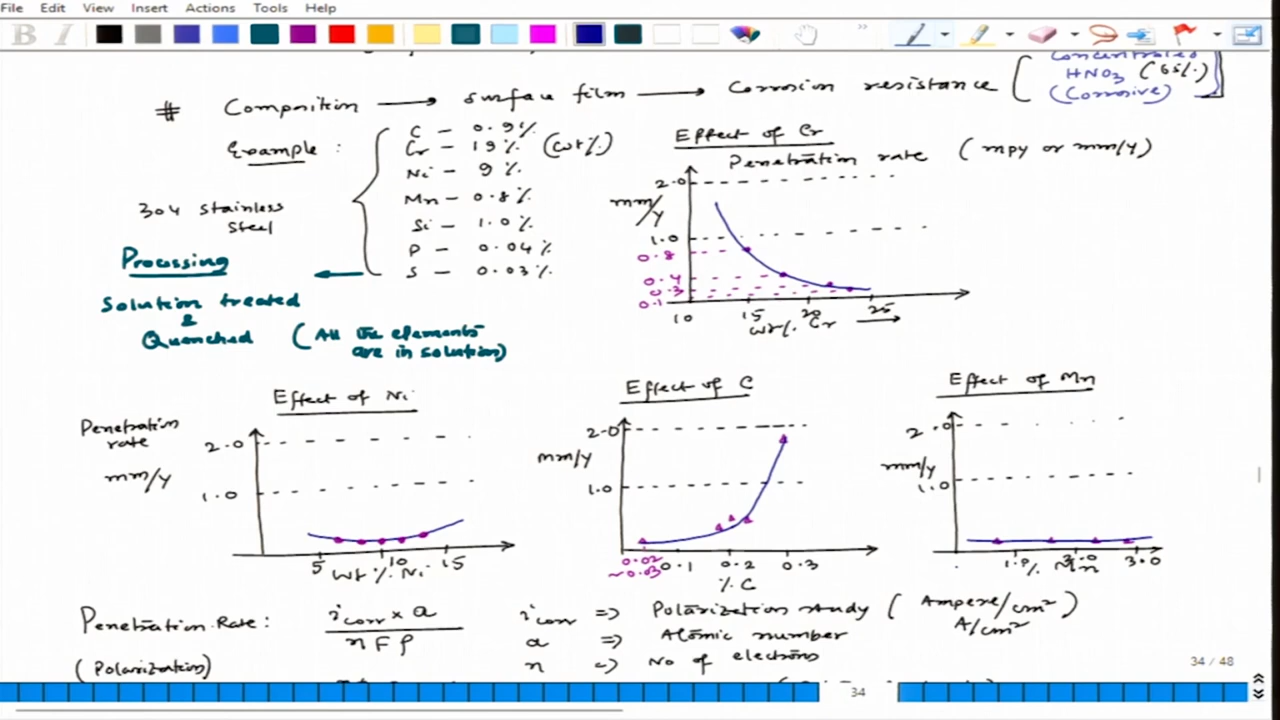 File Edit View Insert Actions Tools Help
Concentrated
HNO3 (65%)
(Corrosive)
# Composition → surface film → Corrosion resistance
Example :
C - 0.9%
Cr - 19% (wt%)
Ni - 9%
Mn - 0.8%
Si - 1.0%
P - 0.04%
S - 0.03%
304 stainless
steel
Processing
Solution treated
&
Quenched (All the elements
are in solution)
Effect of Cr
Penetration rate (mpy or mm/y)
mm/y
2.0
1.0
0.8
0.4
0.3
0.1
10 15 20 25
wt% Cr →
Effect of Ni
Penetration
rate
mm/y
2.0
1.0
5 10 15
wt% Ni
Effect of C
mm/y
2.0
1.0
0.02
~0.03
0.1 0.2 0.3
% C
Effect of Mn
mm/y
2.0
1.0
3.0
% Mn
Penetration Rate : icorr × a
n F ρ
icorr => Polarization study (Ampere/cm²)
A/cm²
a => Atomic number
n => No of electrons
(Polarization)
34 / 48
34